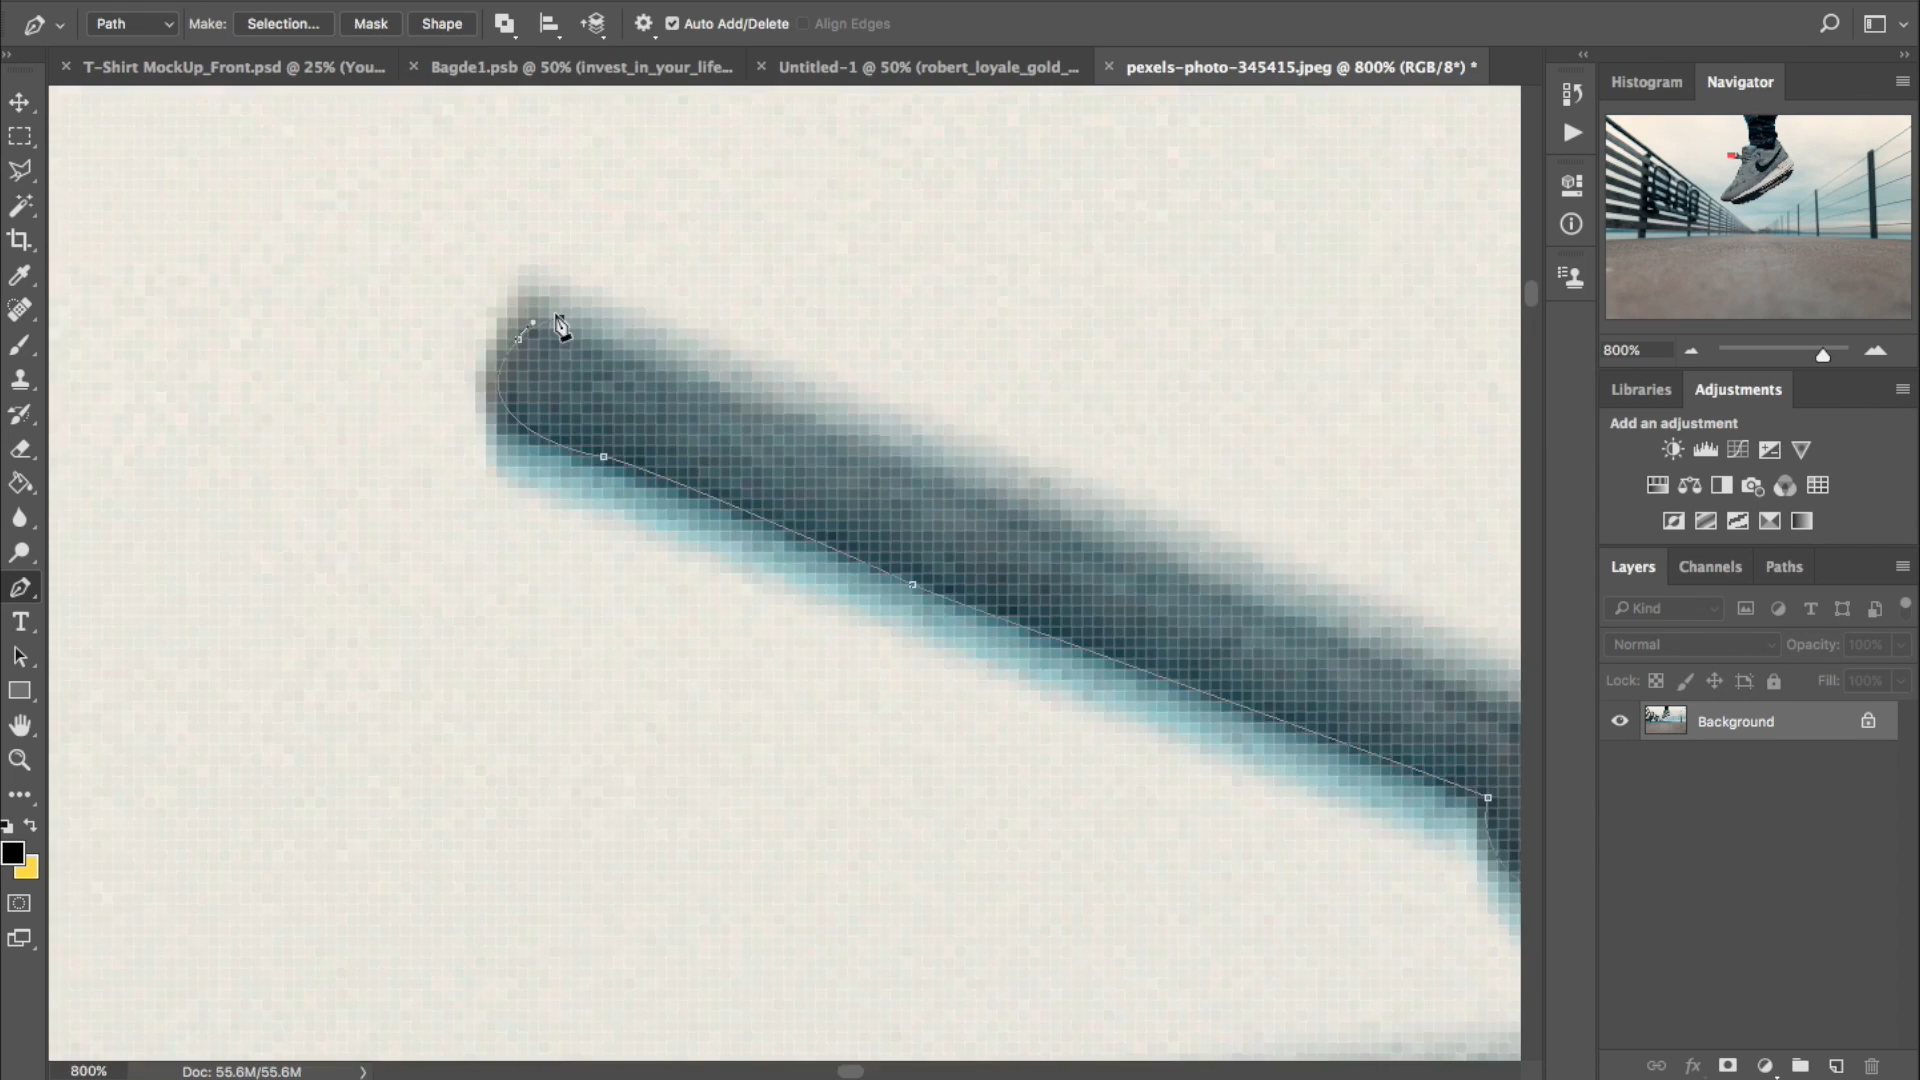 Path Make: Selection... Mask Shape Auto Add/Delete Align Edges
T-Shirt MockUp_Front.psd @ 25% (You... Bagde1.psb @ 50% (invest_in_your_life... Untitled-1 @ 50% (robert_loyale_gold_... pexels-photo-345415.jpeg @ 800% (RGB/8*) *
Histogram Navigator
800%
Libraries Adjustments
Add an adjustment
Layers Channels Paths
Kind
Normal Opacity: 100%
Lock: Fill: 100%
Background
fx
800% Doc: 55.6M/55.6M